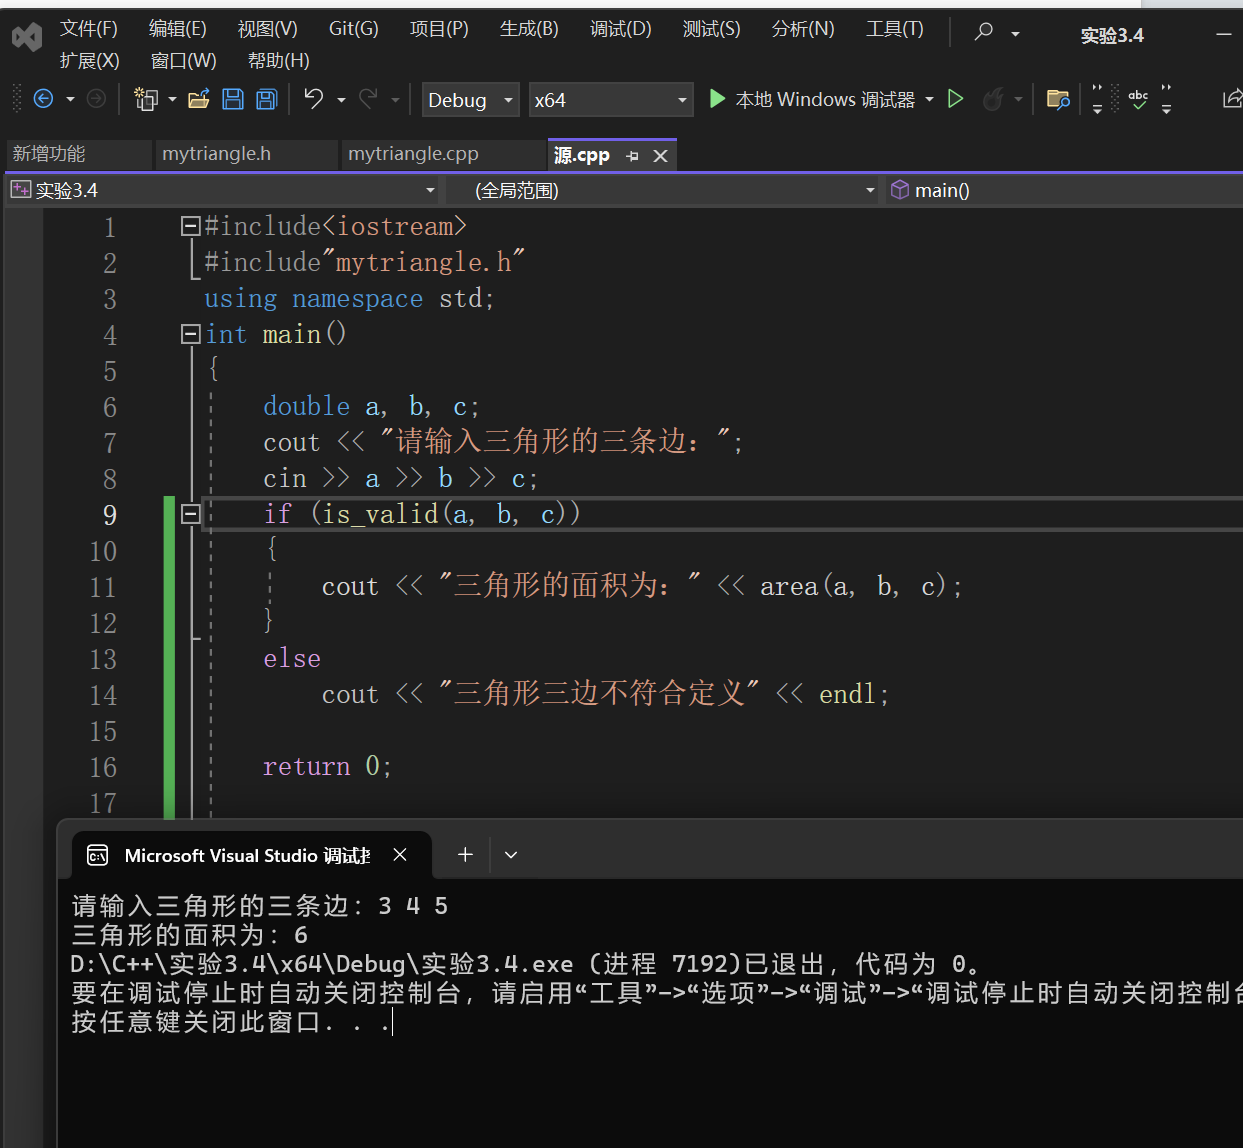 文件(F) 编辑(E) 视图(V) Git(G) 项目(P) 生成(B) 调试(D) 测试(S) 分析(N) 工具(T) 实验3.4
扩展(X) 窗口(W) 帮助(H)
Debug x64 本地 Windows 调试器 abc
新增功能 mytriangle.h mytriangle.cpp 源.cpp
实验3.4 (全局范围) main()
1 #include<iostream>
2 #include"mytriangle.h"
3 using namespace std;
4 int main()
5 {
6 double a, b, c;
7 cout << "请输入三角形的三条边：";
8 cin >> a >> b >> c;
9 if (is_valid(a, b, c))
10 {
11 cout << "三角形的面积为：" << area(a, b, c);
12 }
13 else
14 cout << "三角形三边不符合定义" << endl;
15
16 return 0;
17
Microsoft Visual Studio 调试
请输入三角形的三条边：3 4 5
三角形的面积为：6
D:\C++\实验3.4\x64\Debug\实验3.4.exe (进程 7192)已退出，代码为 0。
要在调试停止时自动关闭控制台，请启用“工具”->“选项”->“调试”->“调试停止时自动关闭控制
按任意键关闭此窗口. . .